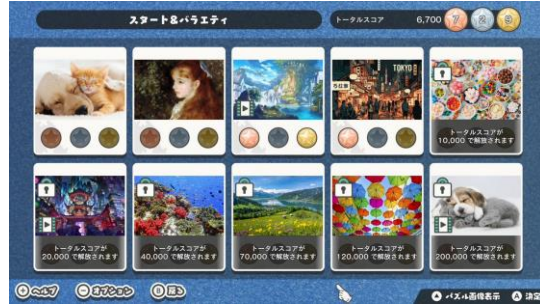 スタート&バラエティ
トータルスコア 6,700 7 2 9
TOKYO
トータルスコアが
10,000 で解放されます
トータルスコアが
20,000 で解放されます
トータルスコアが
40,000 で解放されます
トータルスコアが
70,000 で解放されます
トータルスコアが
120,000 で解放されます
トータルスコアが
200,000 で解放されます
+ ヘルプ - オプション B 戻る
パズル画像表示 A 決定